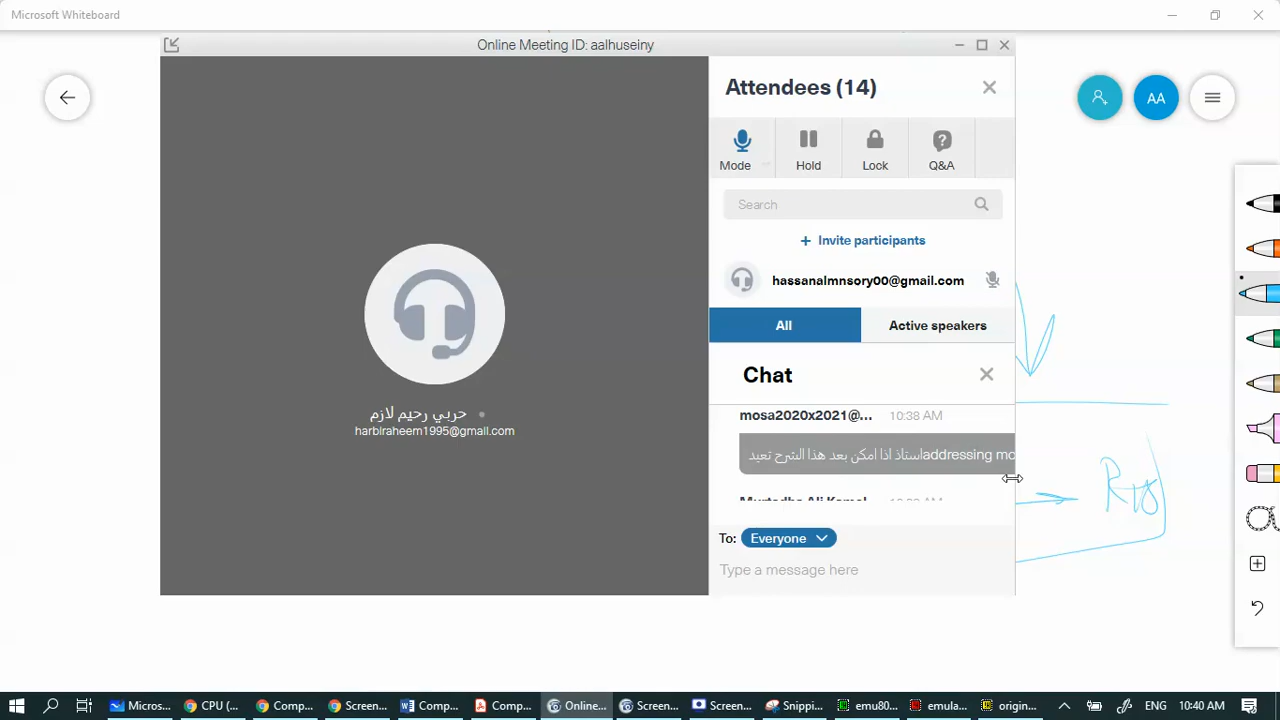 Microsoft Whiteboard
Online Meeting ID: aalhuseiny
Attendees (14)
AA
Mode
Hold
Lock
Q&A
Search
+ Invite participants
hassanalmnsory00@gmail.com
All
Active speakers
حربي رحيم لازم
harbiraheem1995@gmail.com
Chat
mosa2020x2021@... 10:38 AM
استاذ اذا امكن بعد هذا الشرح تعيد addressing mo
To: Everyone
Type a message here
Micros...
CPU (...
Comp...
Screen...
Comp...
Comp...
Online...
Screen...
Screen...
Snippi...
emu80...
emula...
origin...
ENG
10:40 AM